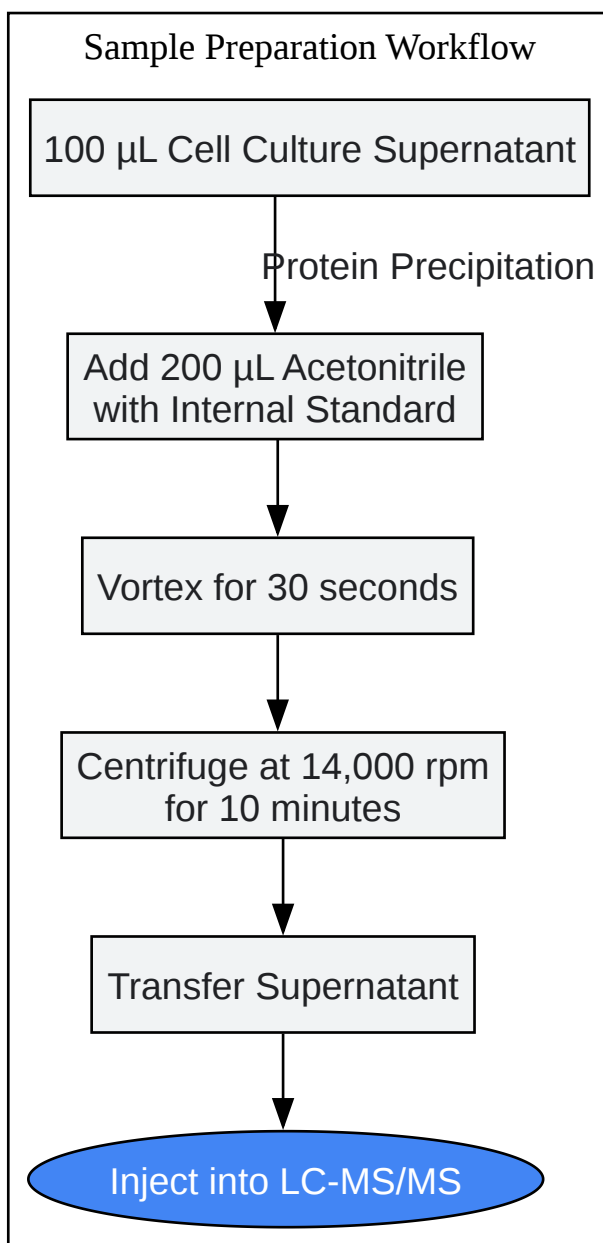 Sample Preparation Workflow
100 µL Cell Culture Supernatant
Protein Precipitation
Add 200 µL Acetonitrile
with Internal Standard
Vortex for 30 seconds
Centrifuge at 14,000 rpm
for 10 minutes
Transfer Supernatant
Inject into LC-MS/MS